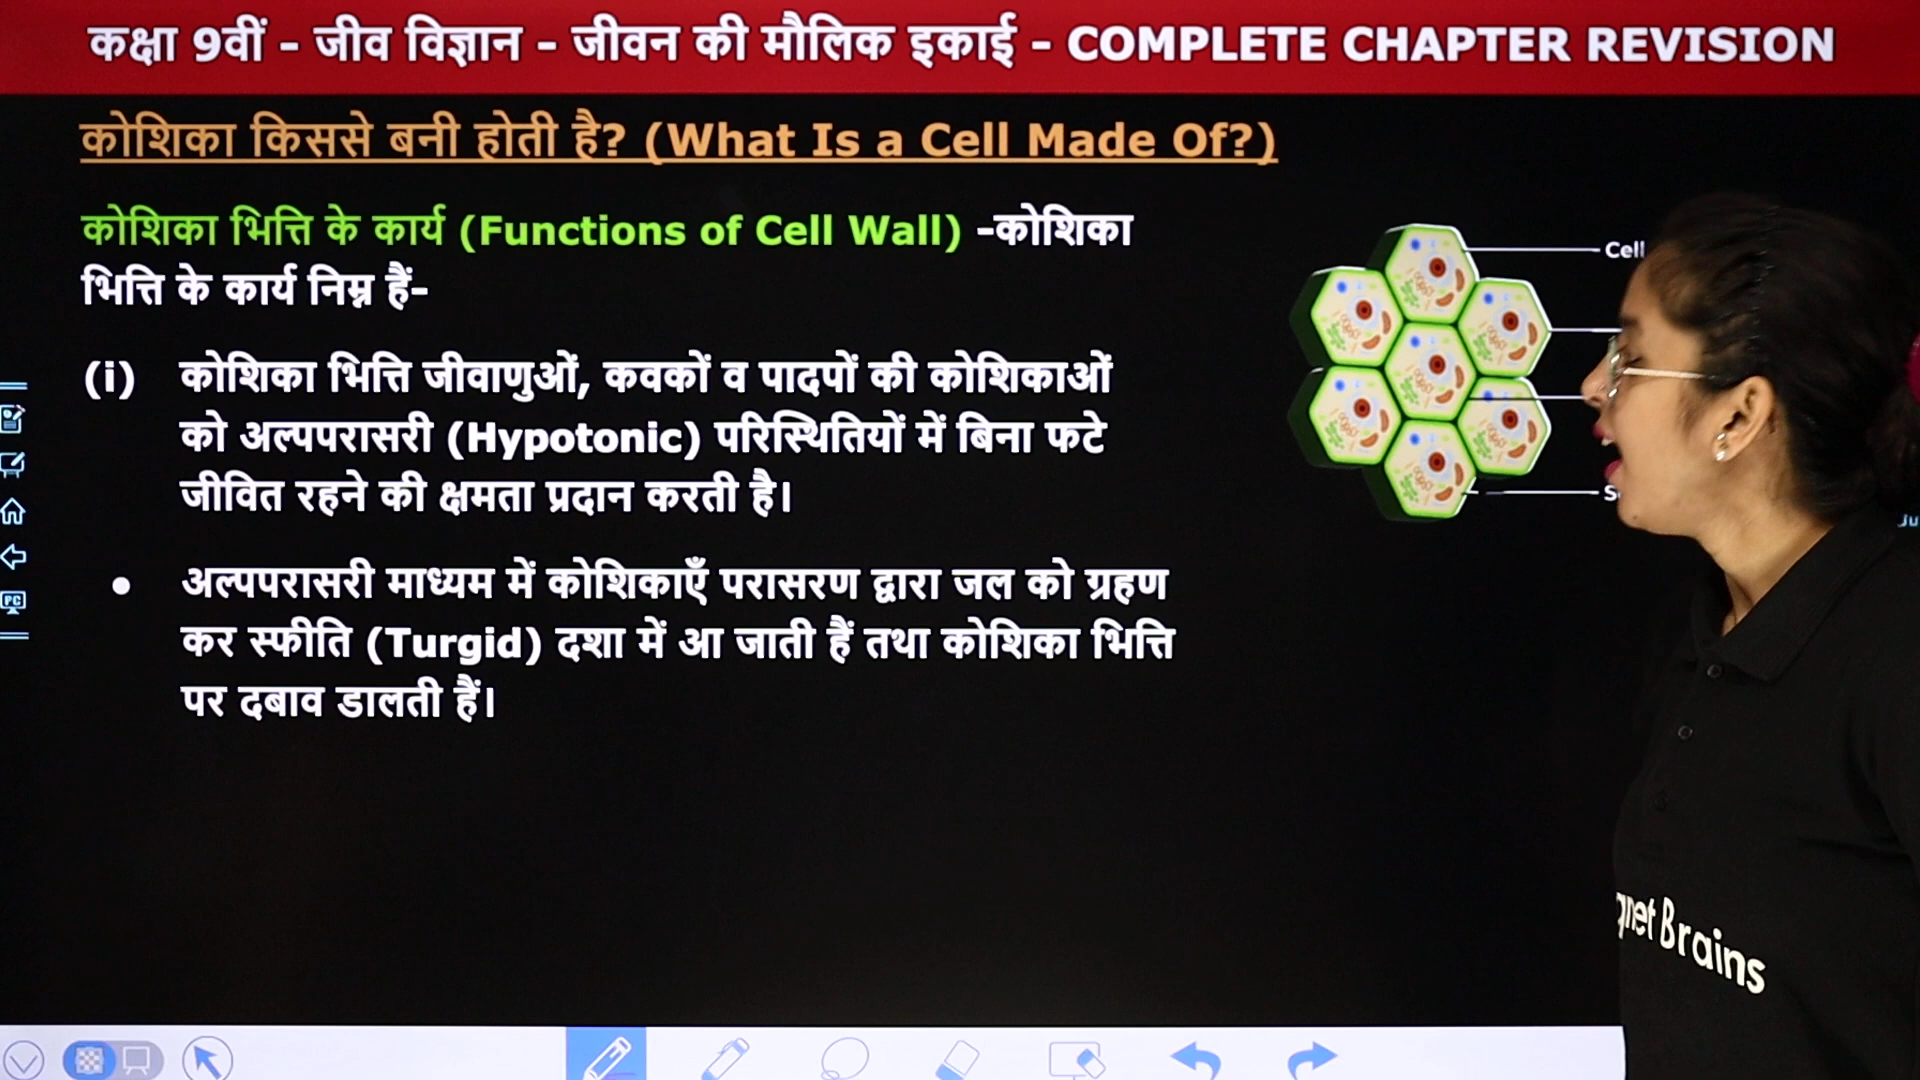 कक्षा 9वीं - जीव विज्ञान - जीवन की मौलिक इकाई - COMPLETE CHAPTER REVISION
कोशिका किससे बनी होती है? (What Is a Cell Made Of?)
कोशिका भित्ति के कार्य (Functions of Cell Wall) -कोशिका
भित्ति के कार्य निम्न हैं-
(i) कोशिका भित्ति जीवाणुओं, कवकों व पादपों की कोशिकाओं
को अल्पपरासरी (Hypotonic) परिस्थितियों में बिना फटे
जीवित रहने की क्षमता प्रदान करती है।
• अल्पपरासरी माध्यम में कोशिकाएँ परासरण द्वारा जल को ग्रहण
कर स्फीति (Turgid) दशा में आ जाती हैं तथा कोशिका भित्ति
पर दबाव डालती हैं।
Cell
PC
Brains